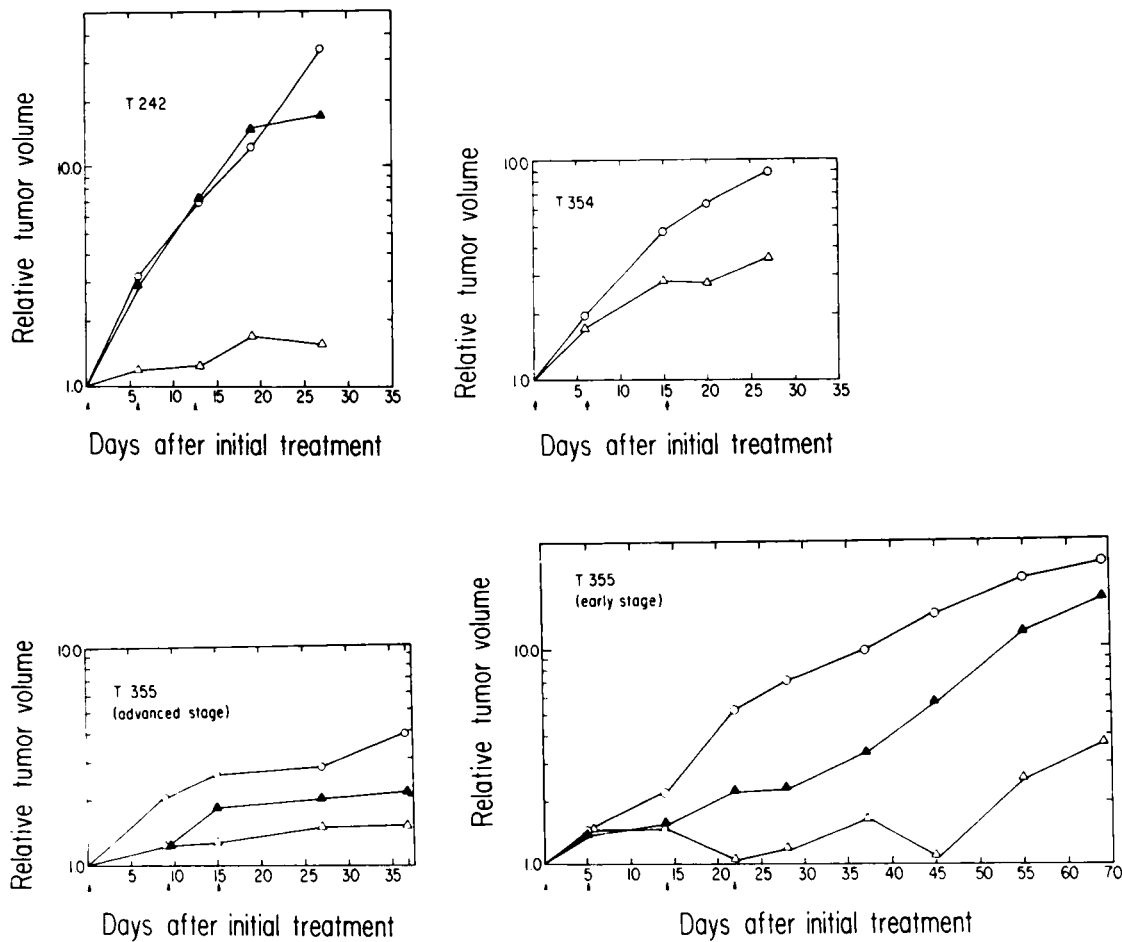 T 242
Relative tumor volume
10.0
1.0
5 10 15 20 25 30 35
Days after initial treatment
T 354
Relative tumor volume
10.0
1.0
5 10 15 20 25 30 35
Days after initial treatment
T 355
(advanced stage)
Relative tumor volume
10.0
1.0
5 10 15 20 25 30 35
Days after initial treatment
T 355
(early stage)
Relative tumor volume
10.0
1.0
5 10 15 20 25 30 35 40 45 50 55 60 65 70
Days after initial treatment